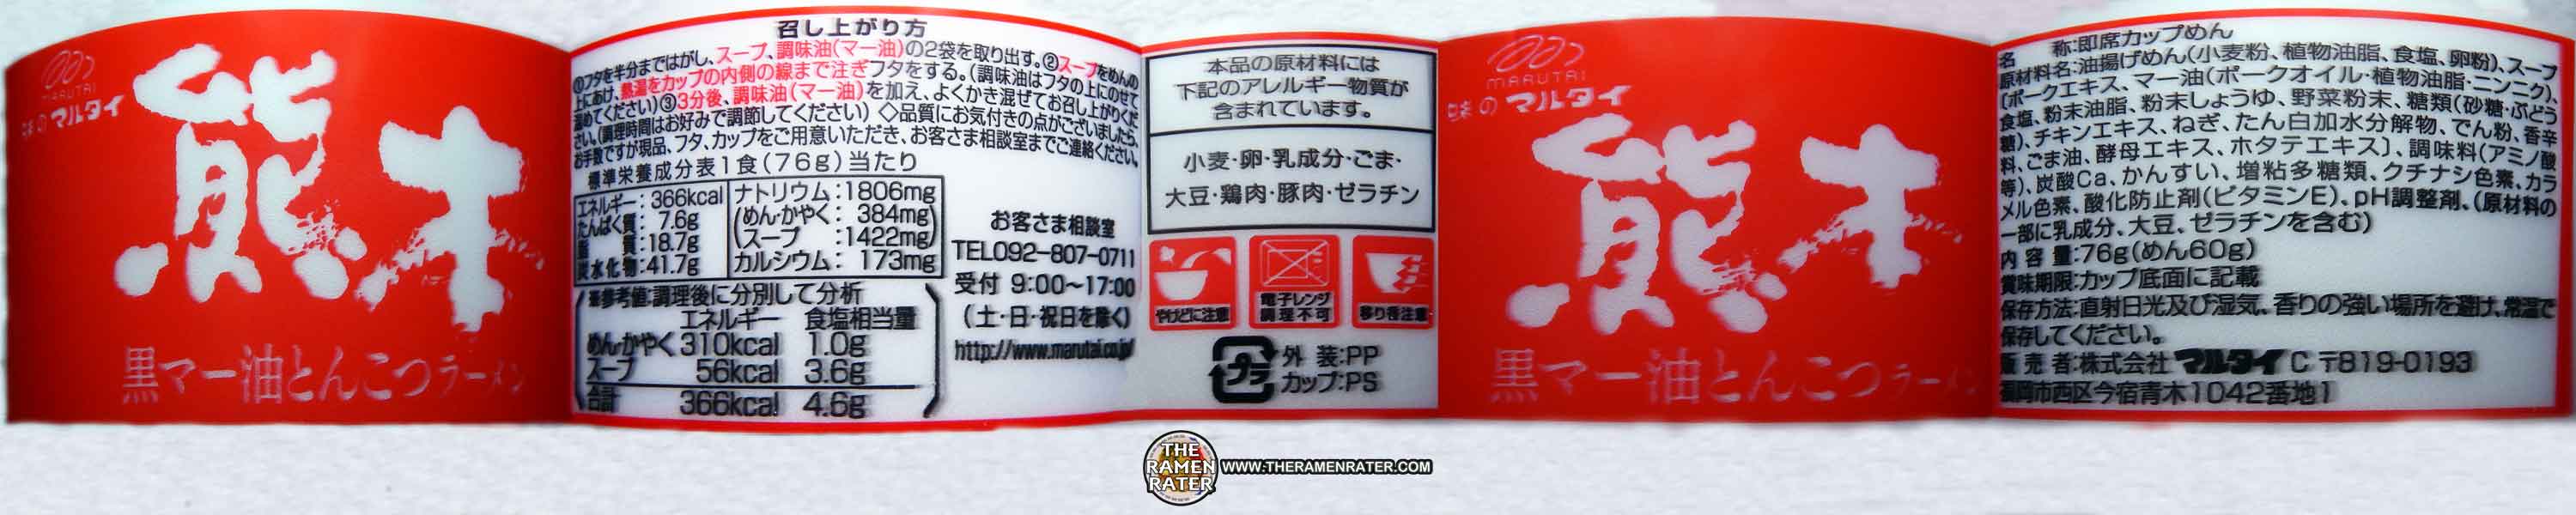 MARUTAI
味のマルタイ
熊本
黒マー油とんこつラーメン
召し上がり方
①フタを半分まではがし、スープ、調味油(マー油)の2袋を取り出す。②スープをめんの
上にあけ、熱湯をカップの内側の線まで注ぎフタをする。(調味油はフタの上にのせて
温めてください)③3分後、調味油(マー油)を加え、よくかき混ぜてお召し上がりくだ
さい。(調理時間はお好みで調節してください) ◇品質にお気付きの点がございましたら、
お手数ですが現品、フタ、カップをご用意いただき、お客さま相談室までご連絡ください。
標準栄養成分表1食(76g)当たり
エネルギー:366kcal
たんぱく質:7.6g
脂質:18.7g
炭水化物:41.7g
ナトリウム:1806mg
(めん・かやく:384mg)
(スープ:1422mg)
カルシウム:173mg
※参考値:調理後に分別して分析
エネルギー 食塩相当量
めん・かやく 310kcal 1.0g
スープ 56kcal 3.6g
合計 366kcal 4.6g
お客さま相談室
TEL092-807-0711
受付 9:00~17:00
(土・日・祝日を除く)
http://www.marutai.co.jp/
本品の原材料には
下記のアレルギー物質が
含まれています。
小麦・卵・乳成分・ごま・
大豆・鶏肉・豚肉・ゼラチン
やけどに注意
電子レンジ
調理不可
移り香注意
プラ
外装:PP
カップ:PS
MARUTAI
味のマルタイ
熊本
黒マー油とんこつラーメン
名称:即席カップめん
原材料名:油揚げめん(小麦粉、植物油脂、食塩、卵粉)、スープ
〔ポークエキス、マー油(ポークオイル・植物油脂・ニンニク)、
食塩、粉末油脂、粉末しょうゆ、野菜粉末、糖類(砂糖・ぶどう
糖)、チキンエキス、ねぎ、たん白加水分解物、でん粉、香辛
料、ごま油、酵母エキス、ホタテエキス〕、調味料(アミノ酸
等)、炭酸Ca、かんすい、増粘多糖類、クチナシ色素、カラ
メル色素、酸化防止剤(ビタミンE)、pH調整剤、(原材料の
一部に乳成分、大豆、ゼラチンを含む)
内容量:76g(めん60g)
賞味期限:カップ底面に記載
保存方法:直射日光及び湿気、香りの強い場所を避け、常温で
保存してください。
販売者:株式会社 マルタイ C 〒819-0193
福岡市西区今宿青木1042番地1
THE
RAMEN
RATER
WWW.THERAMENRATER.COM